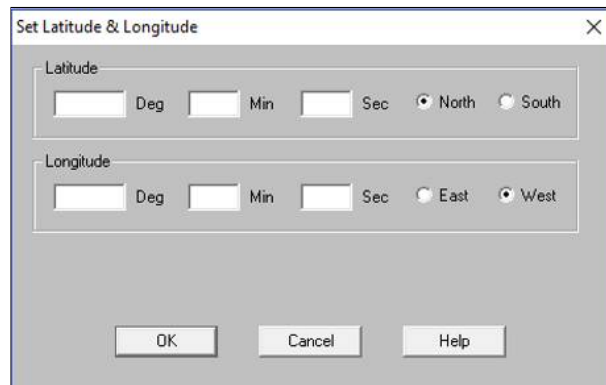 Set Latitude & Longitude
Latitude
Deg Min Sec North South
Longitude
Deg Min Sec East West
OK Cancel Help